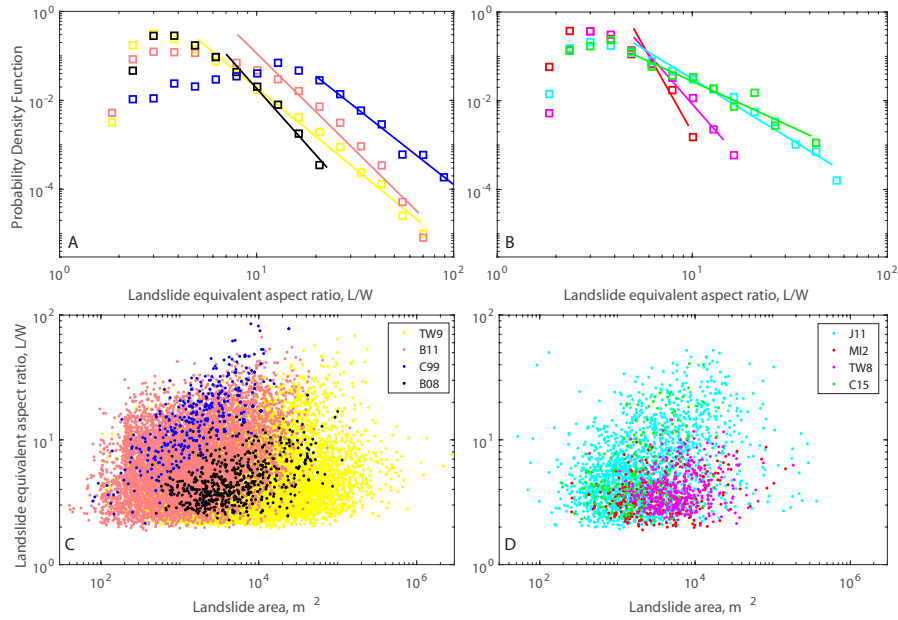 10^0
10^-2
10^-4
Probability Density Function
A
10^0
10^1
10^2
Landslide equivalent aspect ratio, L/W
10^0
10^-2
10^-4
B
10^0
10^1
10^2
Landslide equivalent aspect ratio, L/W
10^2
10^1
10^0
Landslide equivalent aspect ratio, L/W
TW9
B11
C99
B08
C
10^2
10^4
10^6
Landslide area, m^2
10^2
10^1
10^0
J11
MI2
TW8
C15
D
10^2
10^4
10^6
Landslide area, m^2